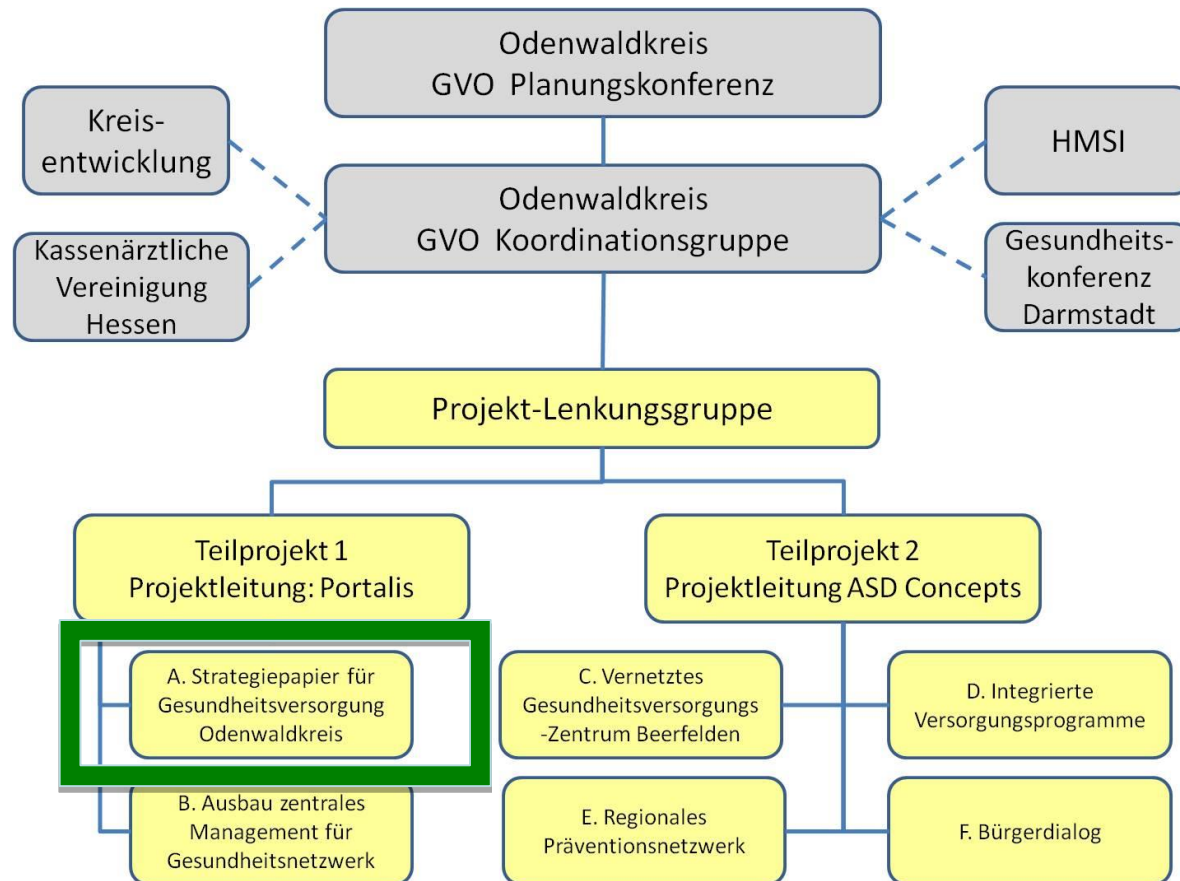 Odenwaldkreis
GVO Planungskonferenz
Kreis-
entwicklung
HMSI
Odenwaldkreis
GVO Koordinationsgruppe
Kassenärztliche
Vereinigung
Hessen
Gesundheits-
konferenz
Darmstadt
Projekt-Lenkungsgruppe
Teilprojekt 1
Projektleitung: Portalis
Teilprojekt 2
Projektleitung ASD Concepts
A. Strategiepapier für
Gesundheitsversorgung
Odenwaldkreis
C. Vernetztes
Gesundheitsversorgungs
-Zentrum Beerfelden
D. Integrierte
Versorgungsprogramme
B. Ausbau zentrales
Management für
Gesundheitsnetzwerk
E. Regionales
Präventionsnetzwerk
F. Bürgerdialog